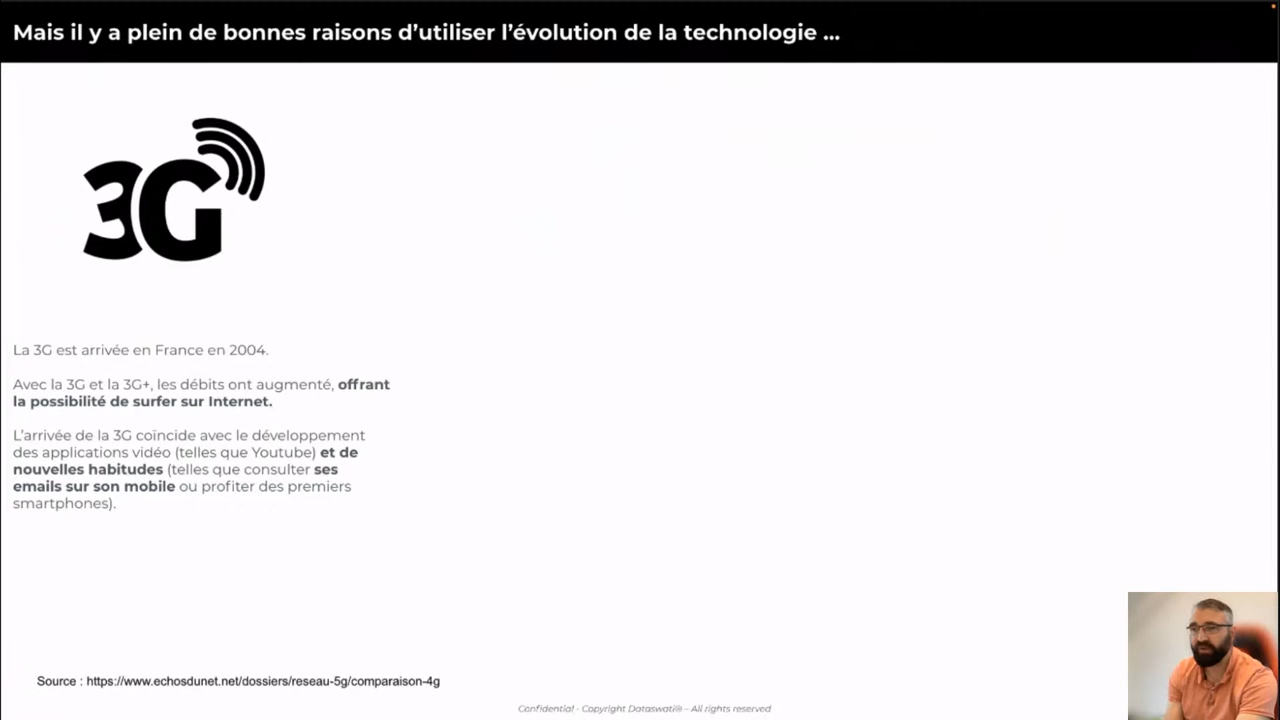 Mais il y a plein de bonnes raisons d’utiliser l’évolution de la technologie ...
3G
La 3G est arrivée en France en 2004.
Avec la 3G et la 3G+, les débits ont augmenté, offrant
la possibilité de surfer sur Internet.
L’arrivée de la 3G coïncide avec le développement
des applications vidéo (telles que Youtube) et de
nouvelles habitudes (telles que consulter ses
emails sur son mobile ou profiter des premiers
smartphones).
Source : https://www.echosdunet.net/dossiers/reseau-5g/comparaison-4g
Confidential - Copyright Dataswati® - All rights reserved